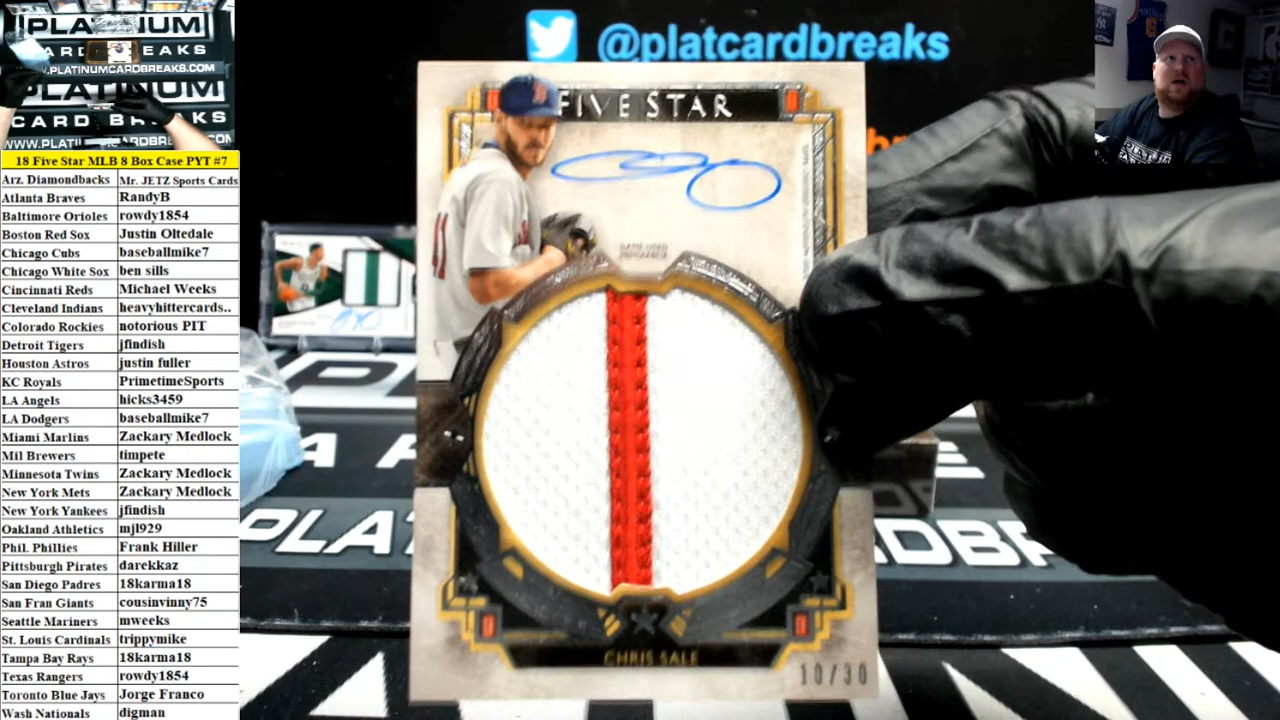 PLATINUM
CARD BREAKS
WWW.PLATINUMCARDBREAKS.COM
PLATINUM
CARD BREAKS
18 Five Star MLB 8 Box Case PYT #7
Arz. Diamondbacks Mr. JETZ Sports Cards
Atlanta Braves RandyB
Baltimore Orioles rowdy1854
Boston Red Sox Justin Oltedale
Chicago Cubs baseballmike7
Chicago White Sox ben sills
Cincinnati Reds Michael Weeks
Cleveland Indians heavyhittercards..
Colorado Rockies notorious PIT
Detroit Tigers jfindish
Houston Astros justin fuller
KC Royals PrimetimeSports
LA Angels hicks3459
LA Dodgers baseballmike7
Miami Marlins Zackary Medlock
Mil Brewers timpete
Minnesota Twins Zackary Medlock
New York Mets Zackary Medlock
New York Yankees jfindish
Oakland Athletics mjl929
Phil. Phillies Frank Hiller
Pittsburgh Pirates darekkaz
San Diego Padres 18karma18
San Fran Giants cousinvinny75
Seattle Mariners mweeks
St. Louis Cardinals trippymike
Tampa Bay Rays 18karma18
Texas Rangers rowdy1854
Toronto Blue Jays Jorge Franco
Wash Nationals digman
@platcardbreaks
FIVE STAR
CHRIS SALE
10/30